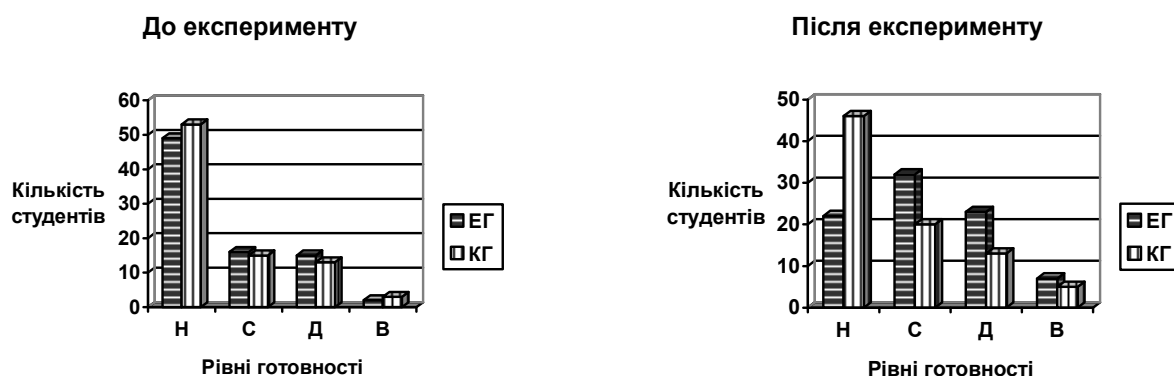 До експерименту
60
50
40
30
20
10
0
Кількість
студентів
Н С Д В
Рівні готовності
ЕГ
КГ
Після експерименту
50
40
30
20
10
0
Кількість
студентів
Н С Д В
Рівні готовності
ЕГ
КГ